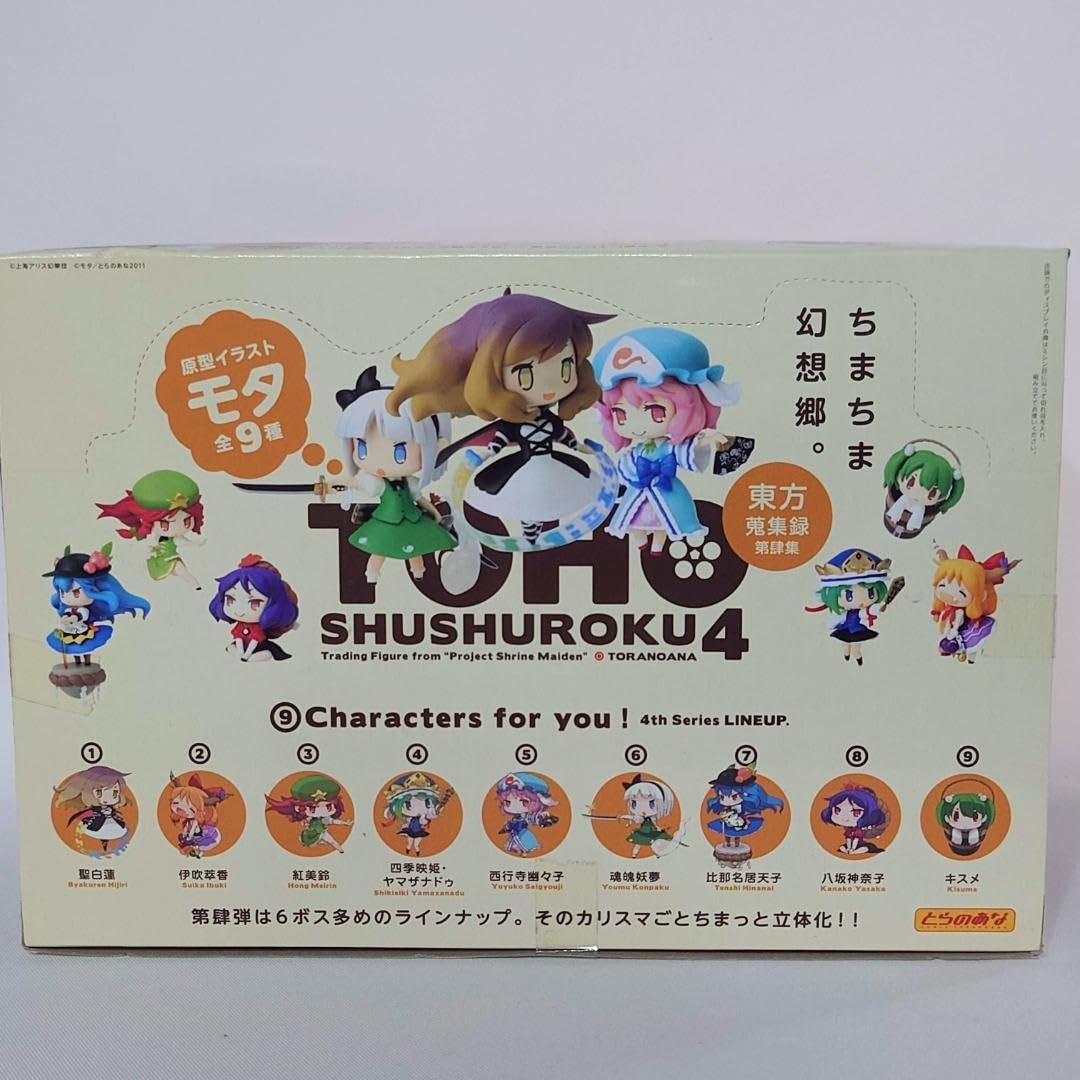 ©上海アリス幻樂団 ©モタ/とらのあな2011
原型イラスト
モタ
全9種
ちまちま
幻想郷。
東方
蒐集録
第肆集
TOHO
SHUSHUROKU4
Trading Figure from "Project Shrine Maiden" TORANOANA
⑨Characters for you! 4th Series LINEUP.
① ② ③ ④ ⑤ ⑥ ⑦ ⑧ ⑨
聖白蓮
Byakuren Hijiri
伊吹萃香
Suika Ibuki
紅美鈴
Hong Meirin
四季映姫・
ヤマザナドゥ
Shikieiki Yamaxanadu
西行寺幽々子
Yuyuko Saigyouji
魂魄妖夢
Youmu Konpaku
比那名居天子
Tenshi Hinanai
八坂神奈子
Kanako Yasaka
キスメ
Kisume
第肆弾は6ボス多めのラインナップ。そのカリスマごとちまっと立体化!!
とらのあな